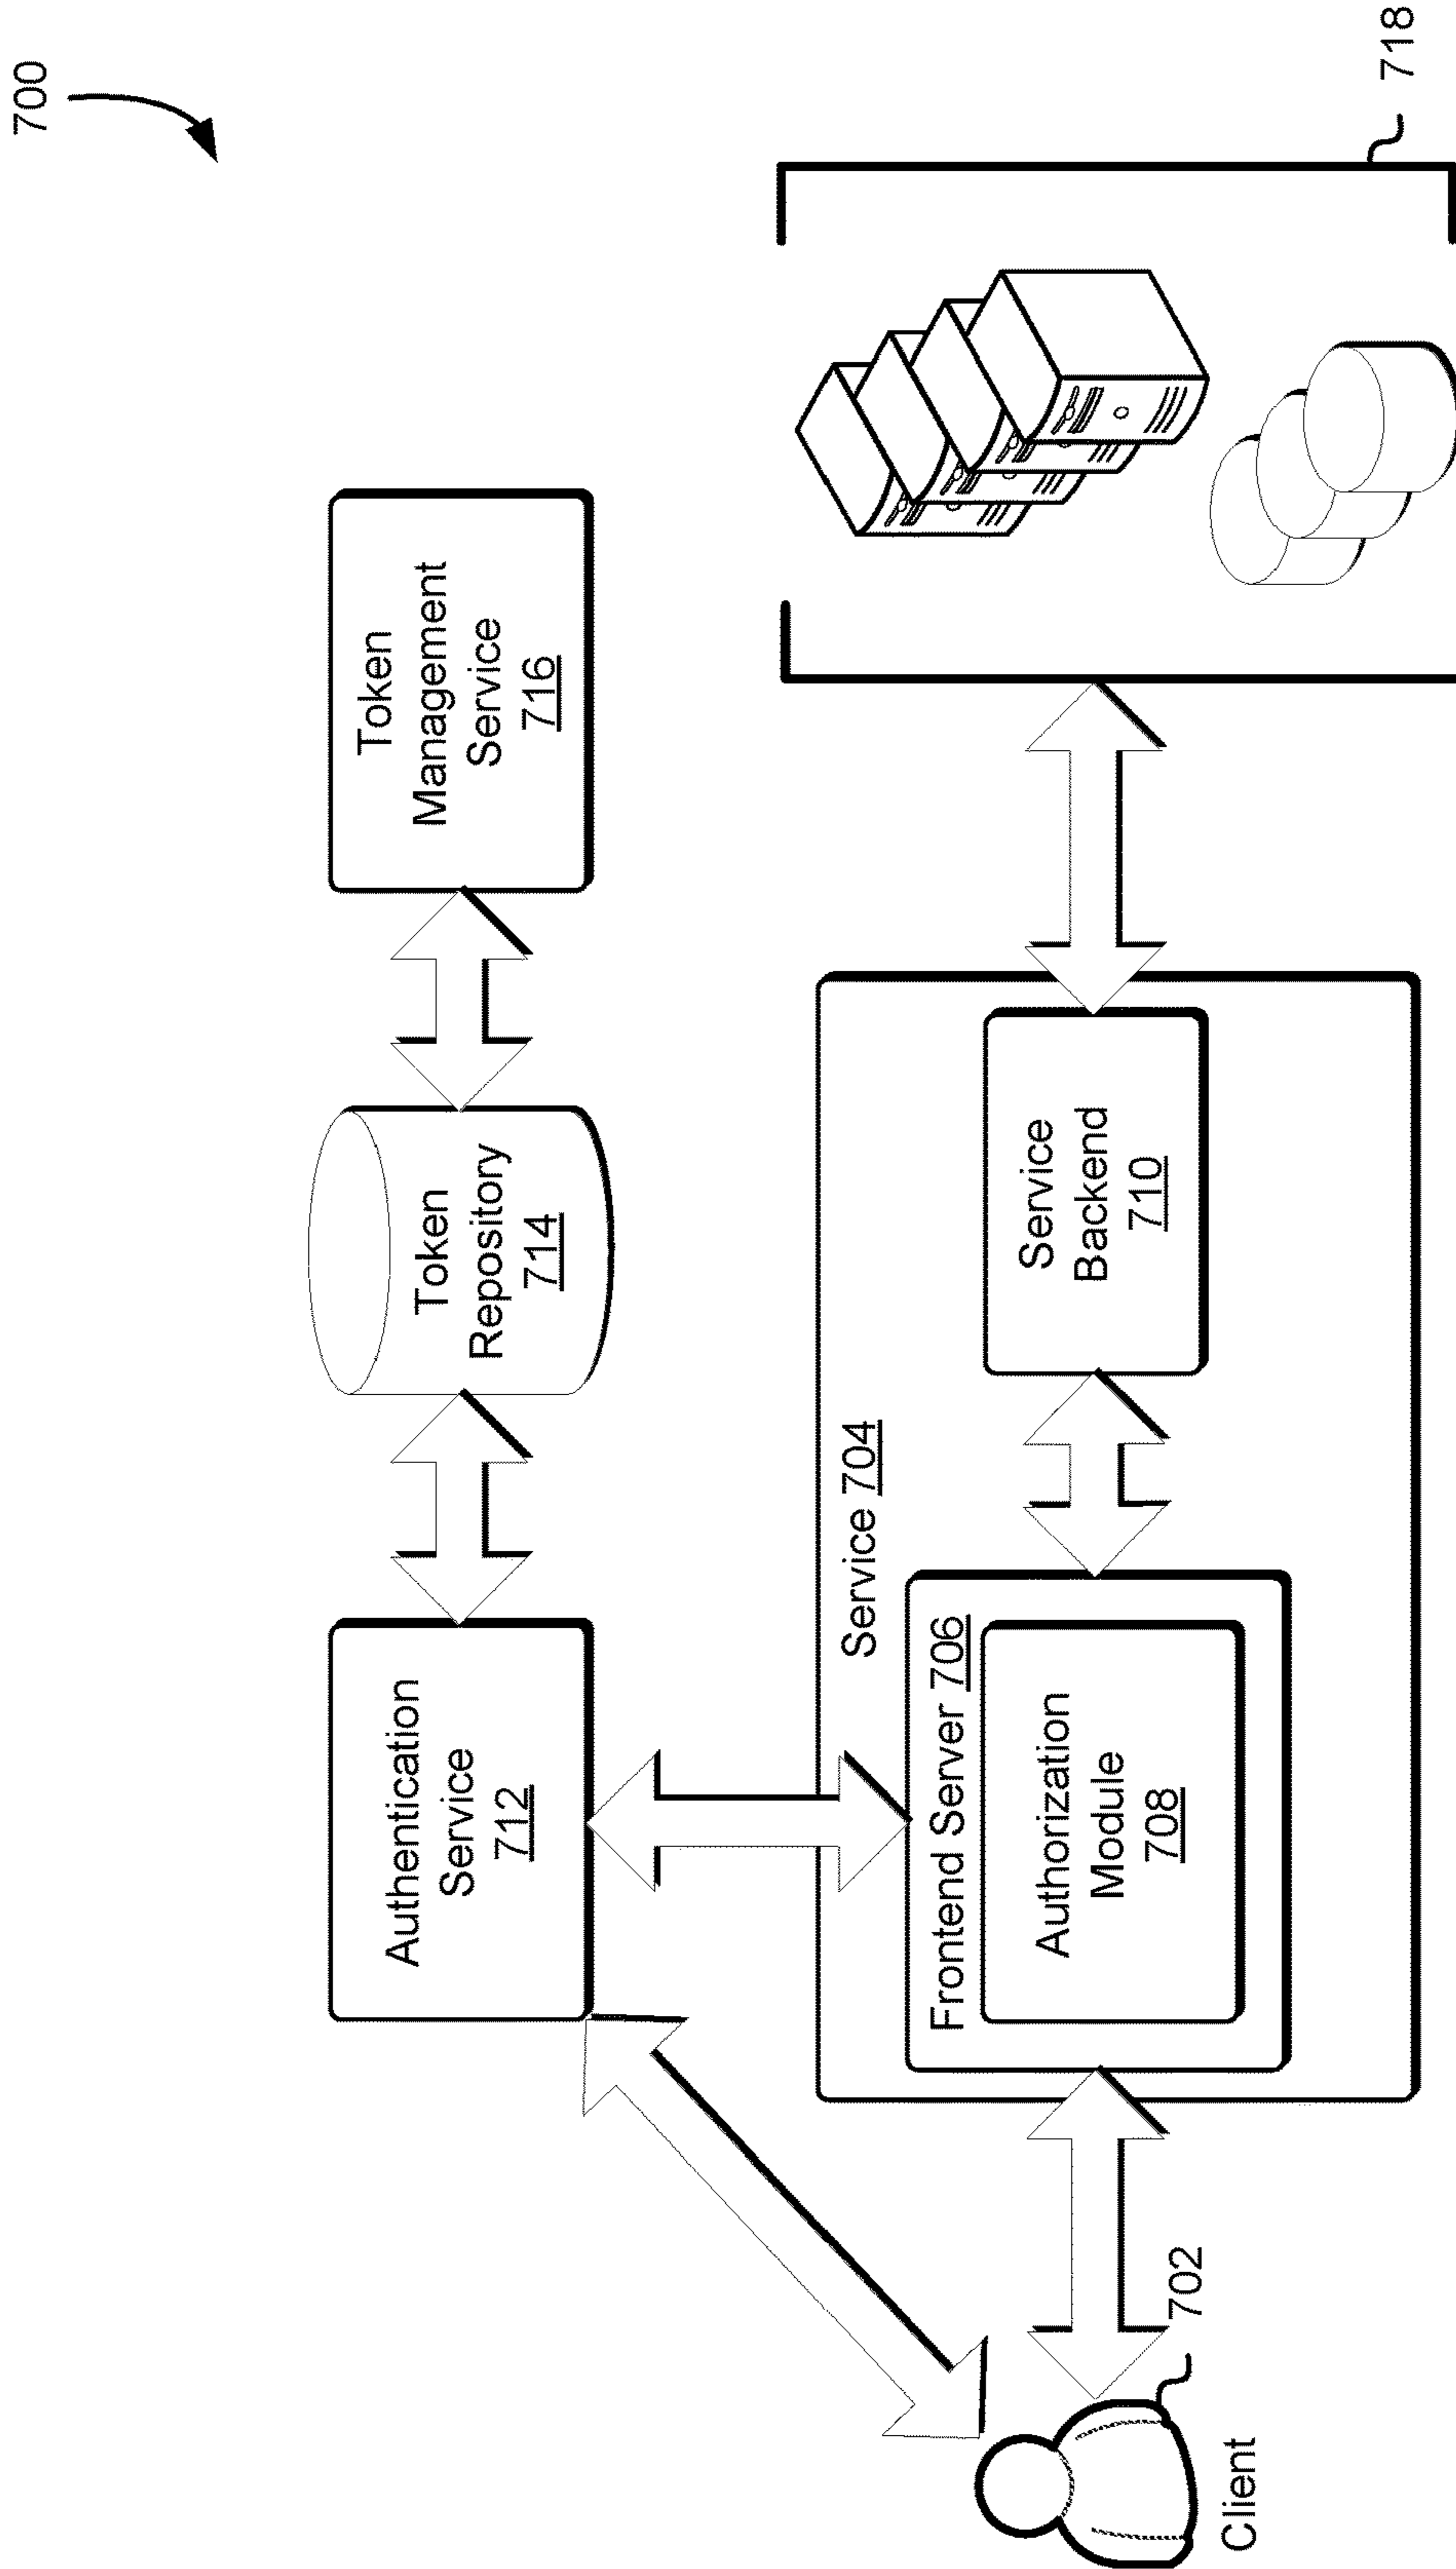 700
Authentication
Service
712
Token
Repository
714
Token
Management
Service
716
Service 704
Frontend Server 706
Authorization
Module
708
Service
Backend
710
718
702
Client